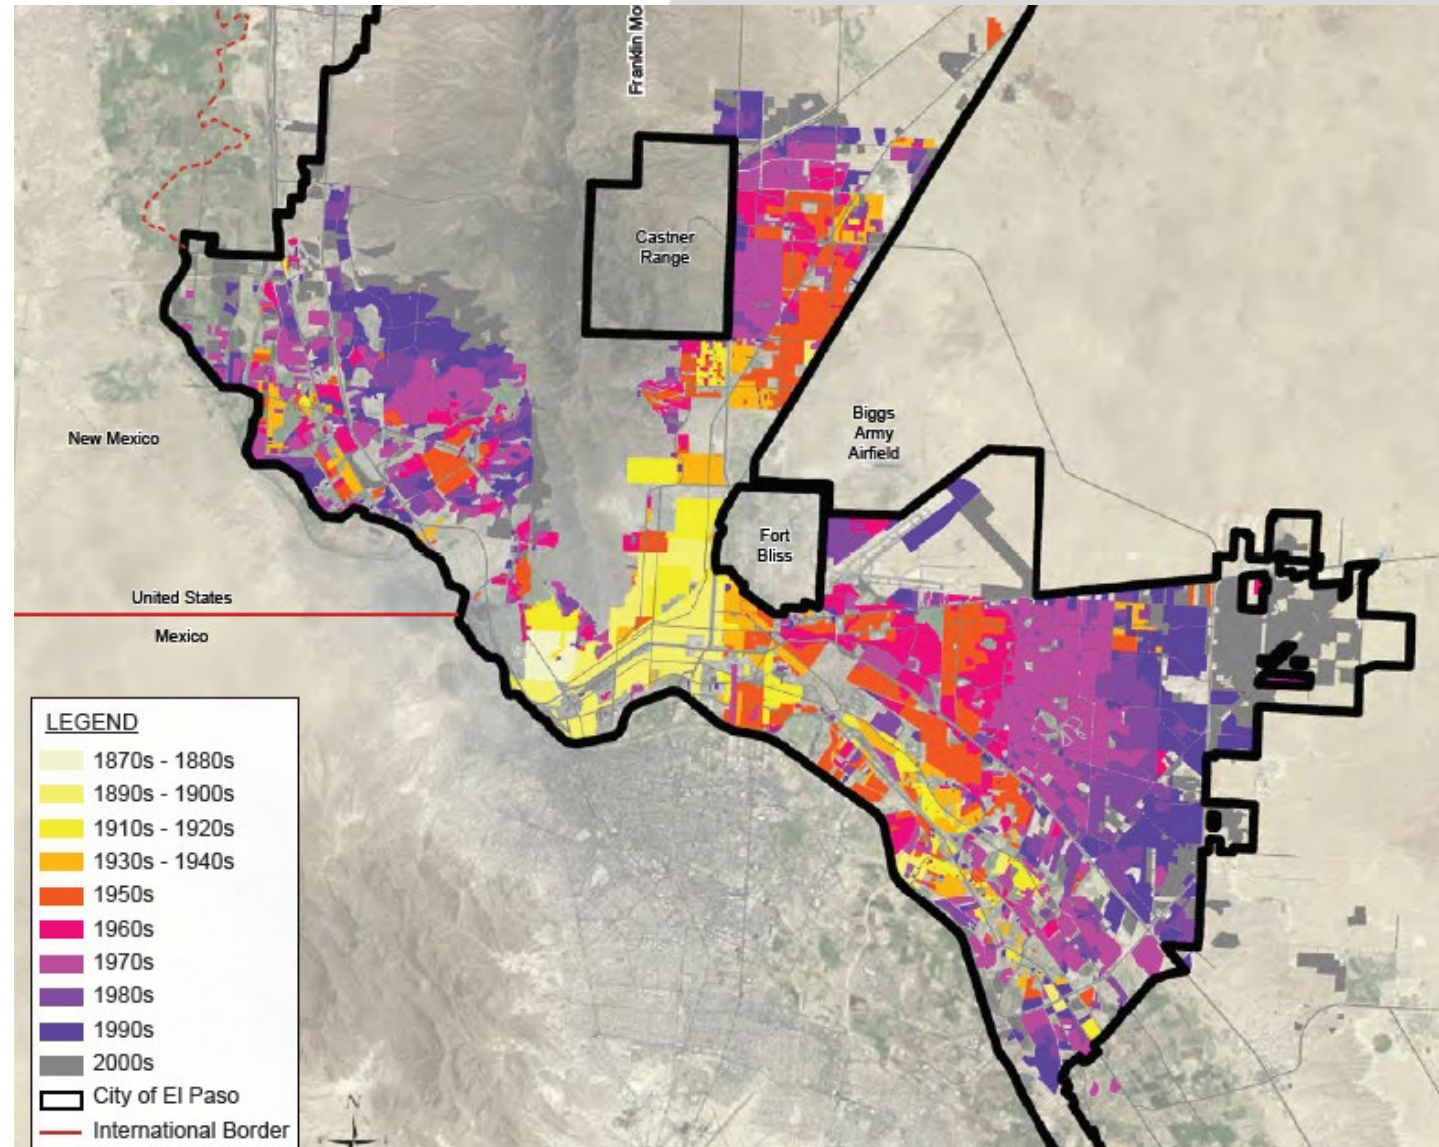 Franklin Mo
Castner
Range
New Mexico
Biggs
Army
Airfield
Fort
Bliss
United States
Mexico
LEGEND
1870s - 1880s
1890s - 1900s
1910s - 1920s
1930s - 1940s
1950s
1960s
1970s
1980s
1990s
2000s
City of El Paso
International Border
N